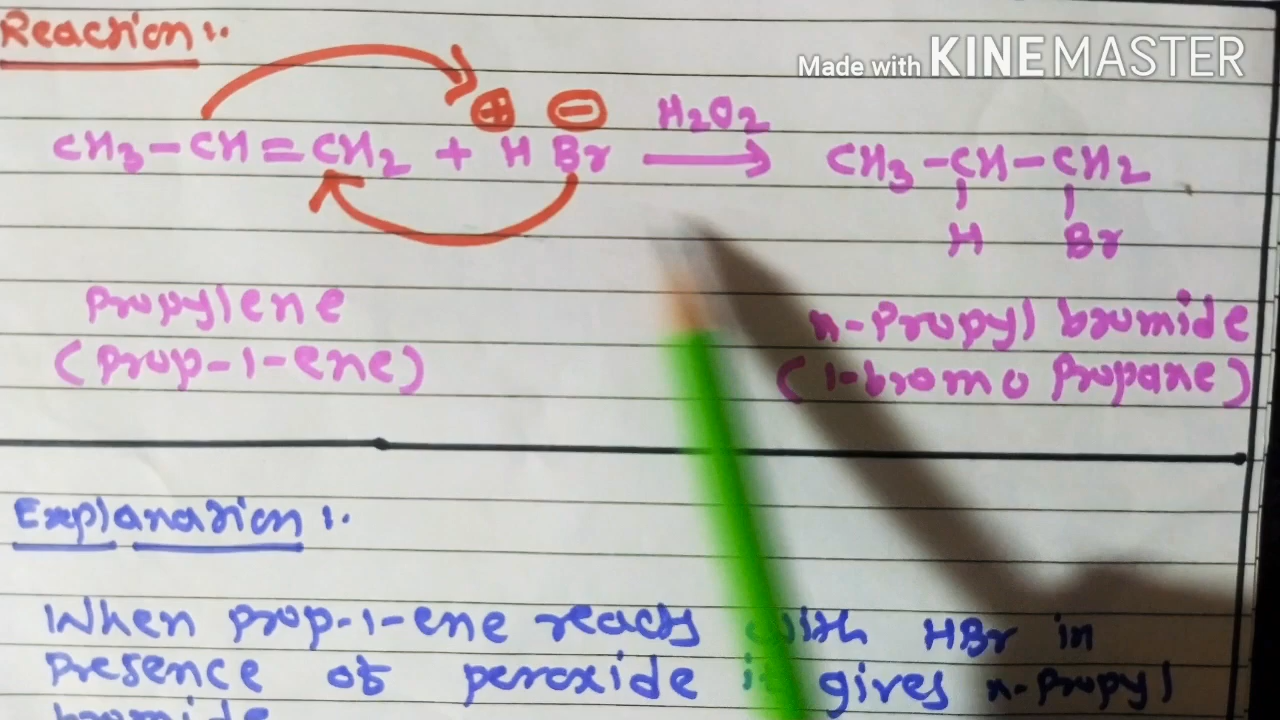 Reaction :-
Made with KINEMASTER
⊕ ⊖
H2O2
CH3-CH=CH2 + H Br → CH3-CH-CH2
H Br
Propylene
n-Propyl bromide
(Prop-1-ene)
(1-bromo Propane)
Explanation :-
When prop-1-ene reacts with HBr in
presence of peroxide it gives n-propyl
bromide